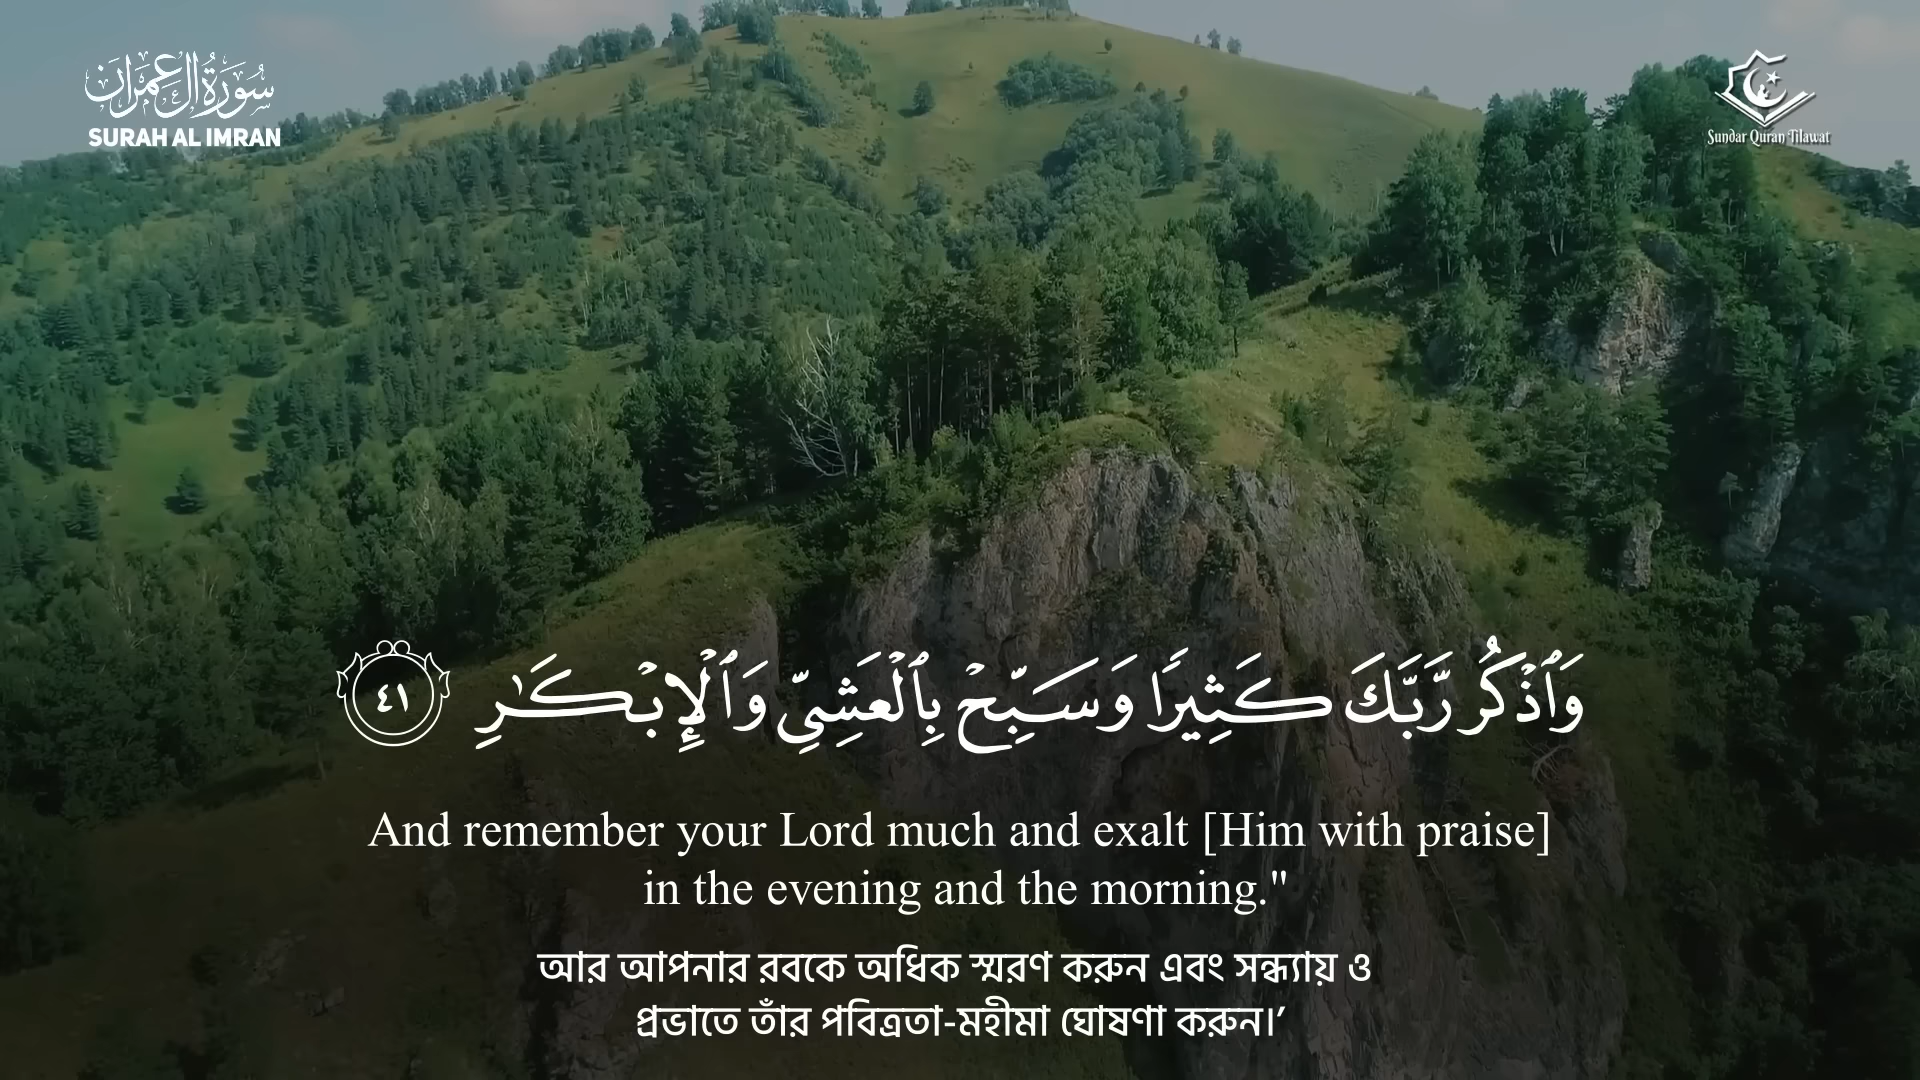 سُورَةُ آل عِمْرَان
SURAH AL IMRAN
Sundar Quran Tilawat
وَٱذْكُر رَّبَّكَ كَثِيرًا وَسَبِّحْ بِٱلْعَشِىِّ وَٱلْإِبْكَـٰرِ ٤١
And remember your Lord much and exalt [Him with praise]
in the evening and the morning."
আর আপনার রবকে অধিক স্মরণ করুন এবং সন্ধ্যায় ও
প্রভাতে তাঁর পবিত্রতা-মহীমা ঘোষণা করুন।’